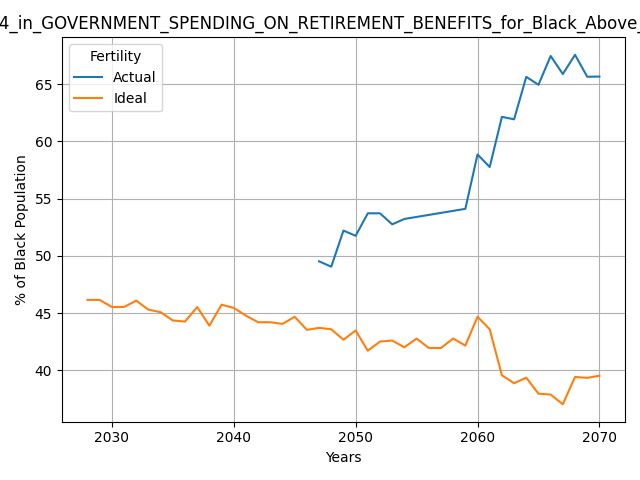 4_in_GOVERNMENT_SPENDING_ON_RETIREMENT_BENEFITS_for_Black_Above_
Fertility
Actual
Ideal
% of Black Population
65
60
55
50
45
40
2030 2040 2050 2060 2070
Years